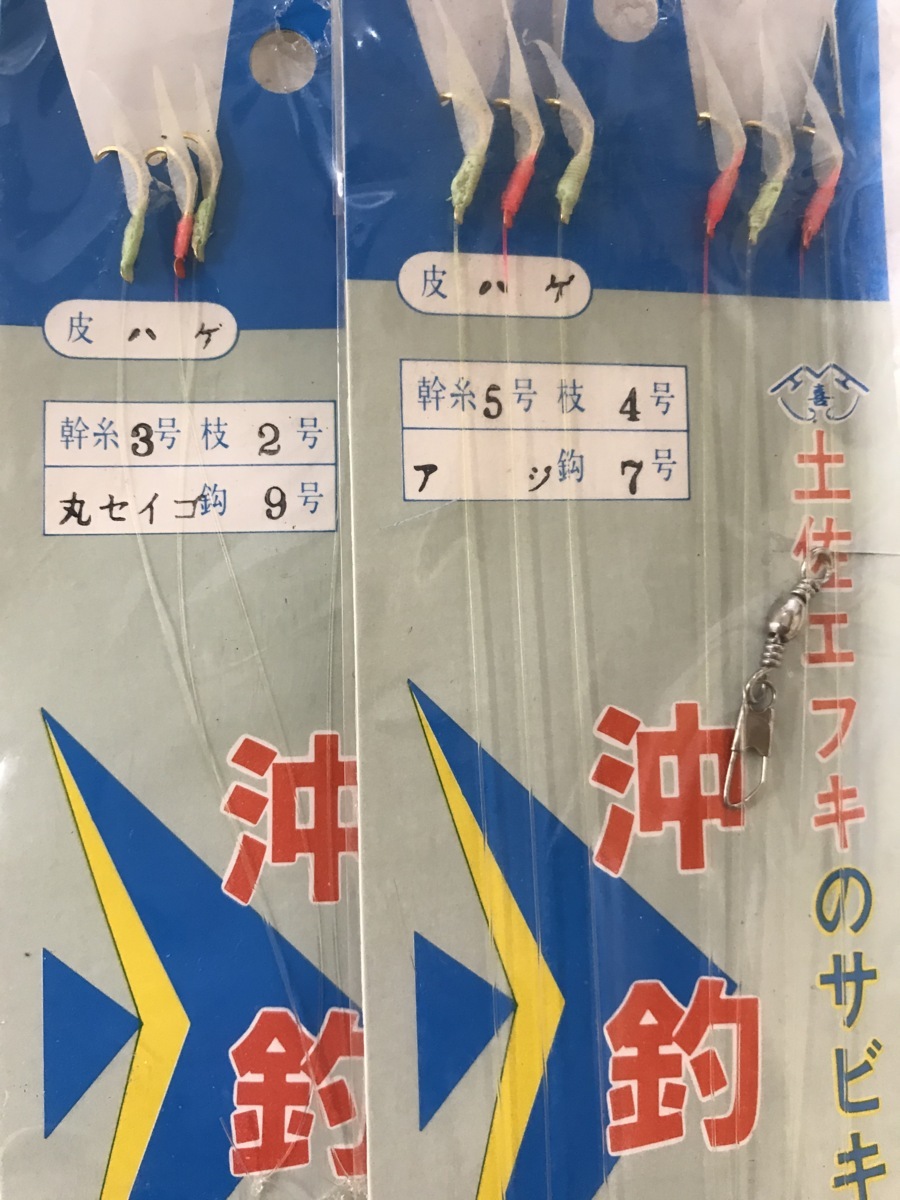 皮 ハゲ
幹糸3号 枝 2号
丸セイゴ鈎 9号
沖釣
皮 ハゲ
幹糸5号 枝 4号
アジ鈎 7号
沖釣
喜
土佐エフキのサビキ